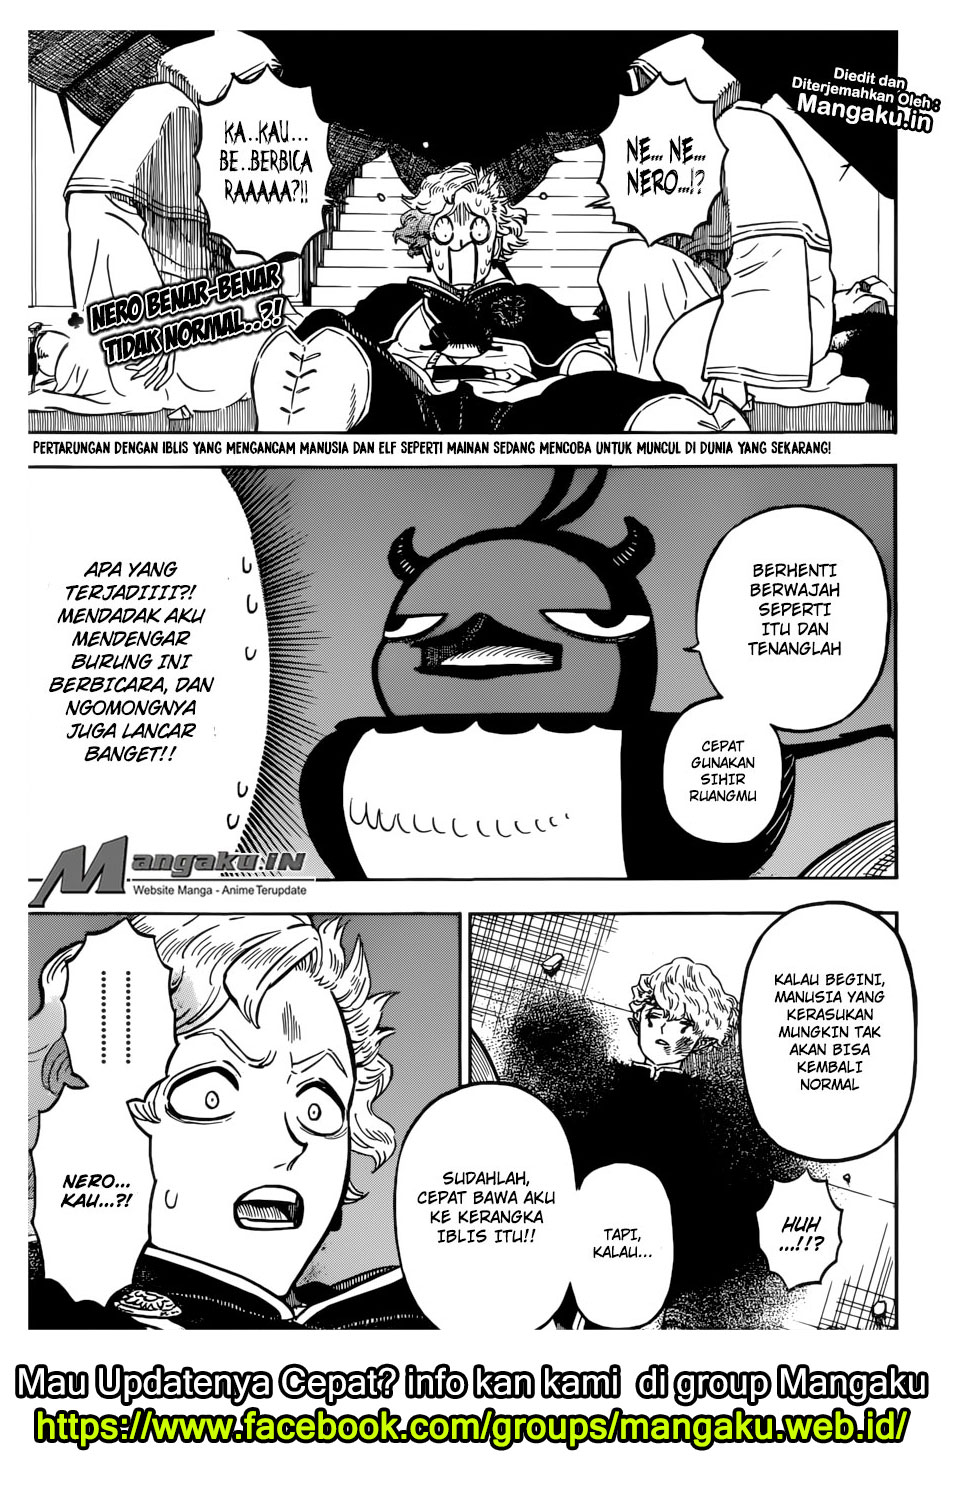 Diedit dan
Diterjemahkan Oleh :
Mangaku.in
NE... NE...
NERO...!?
KA..KAU...
BE..BERBICA
RAAAAA?!!
NERO BENAR-BENAR
TIDAK NORMAL...?!
PERTARUNGAN DENGAN IBLIS YANG MENGANCAM MANUSIA DAN ELF SEPERTI MAINAN SEDANG MENCOBA UNTUK MUNCUL DI DUNIA YANG SEKARANG!
BERHENTI
BERWAJAH
SEPERTI
ITU DAN
TENANGLAH
CEPAT
GUNAKAN
SIHIR
RUANGMU
APA YANG
TERJADIIII?!
MENDADAK AKU
MENDENGAR
BURUNG INI
BERBICARA, DAN
NGOMONGNYA
JUGA LANCAR
BANGET!!
Mangaku.IN
Website Manga - Anime Terupdate
KALAU BEGINI,
MANUSIA YANG
KERASUKAN
MUNGKIN TAK
AKAN BISA
KEMBALI
NORMAL
HUH
...!!?
TAPI,
KALAU...
SUDAHLAH,
CEPAT BAWA AKU
KE KERANGKA
IBLIS ITU!!
..........
NERO...
KAU...?!
Mau Updatenya Cepat? info kan kami di group Mangaku
https://www.facebook.com/groups/mangaku.web.id/